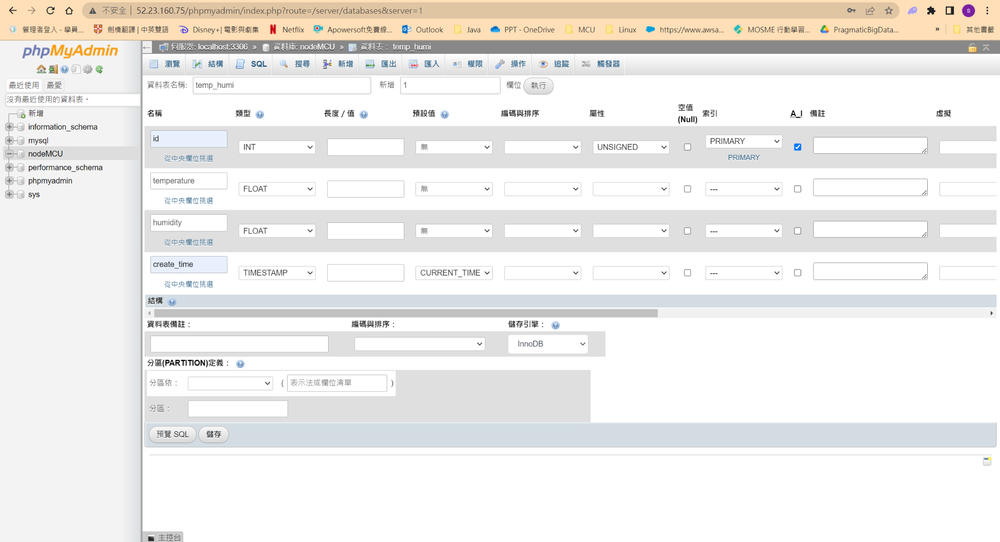 不安全 | 52.23.160.75/phpmyadmin/index.php?route=/server/databases&server=1
S
管理者登入 - 學員...
劍橋翻譯 | 中英雙語
Disney+| 電影與劇集
Netflix
Apowersoft免費線...
Outlook
Java
PPT - OneDrive
MCU
Linux
https://www.awsa...
MOSME 行動學習...
PragmaticBigData...
»
其他書籤
phpMyAdmin
最近使用 最愛
沒有最近使用的資料表。
新增
information_schema
mysql
nodeMCU
performance_schema
phpmyadmin
sys
伺服器: localhost:3306 » 資料庫: nodeMCU » 資料表： temp_humi
瀏覽 結構 SQL 搜尋 新增 匯出 匯入 權限 操作 追蹤 觸發器
資料表名稱: temp_humi 新增 1 欄位 執行
名稱 類型 長度 / 值 預設值 編碼與排序 屬性 空值 (Null) 索引 A_I 備註 虛擬
id INT 無 UNSIGNED PRIMARY
從中央欄位挑選 PRIMARY
temperature FLOAT 無 ---
從中央欄位挑選
humidity FLOAT 無 ---
從中央欄位挑選
create_time TIMESTAMP CURRENT_TIME ---
從中央欄位挑選
結構
資料表備註： 編碼與排序： 儲存引擎：
InnoDB
分區(PARTITION)定義：
分區依： ( 表示法或欄位清單 )
分區：
預覽 SQL 儲存
主控台